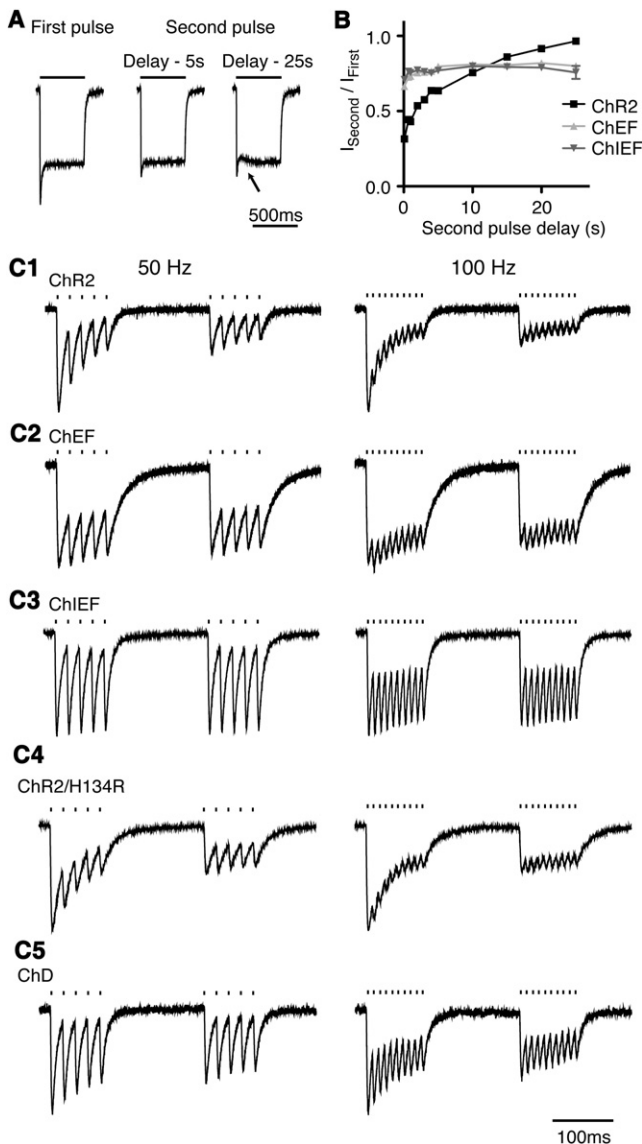 A
First pulse
Second pulse
Delay - 5s
Delay - 25s
500ms
B
I Second / I First
1.0
0.5
0.0
0
10
20
Second pulse delay (s)
ChR2
ChEF
ChIEF
C1
50 Hz
100 Hz
ChR2
C2
ChEF
C3
ChIEF
C4
ChR2/H134R
C5
ChD
100ms